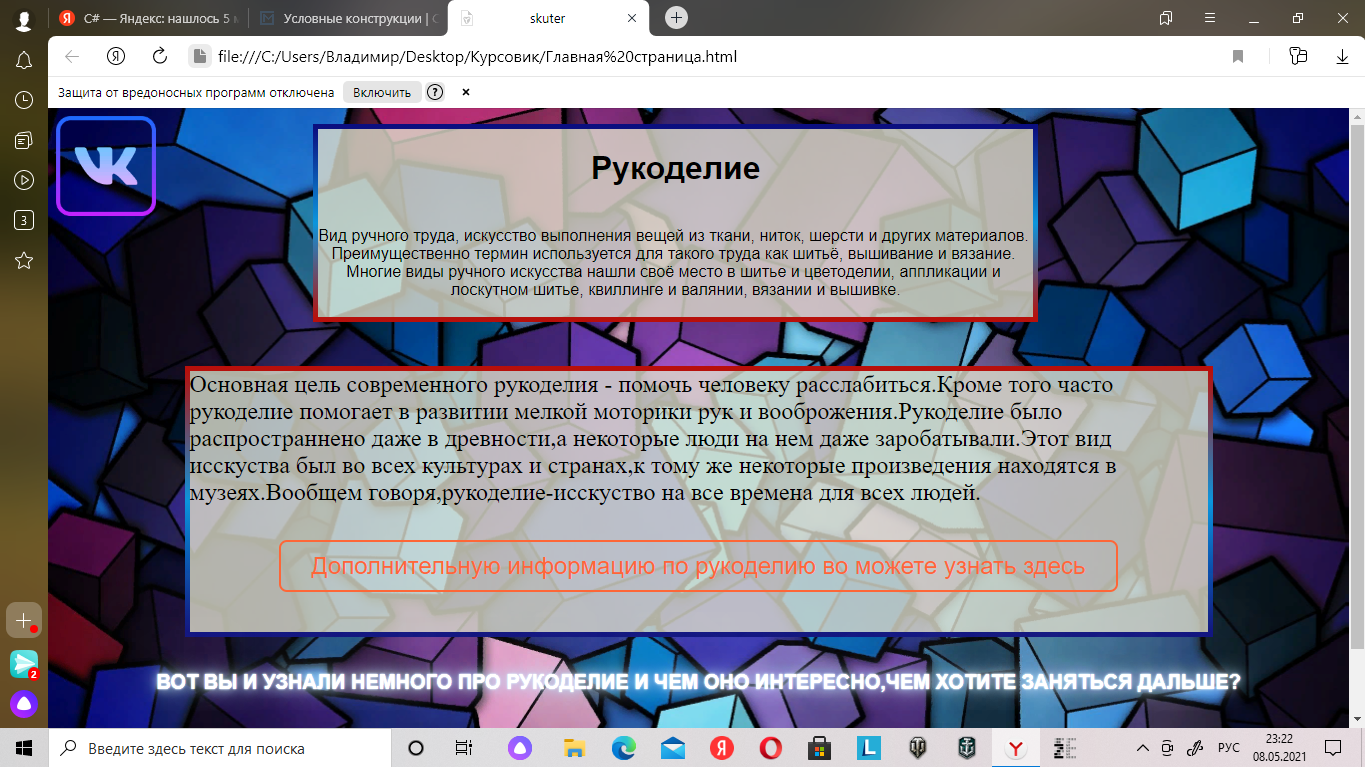 C# — Яндекс: нашлось 5 м
Условные конструкции | C
skuter
file:///C:/Users/Владимир/Desktop/Курсовик/Главная%20страница.html
Защита от вредоносных программ отключена
Включить
?
3
Рукоделие
Вид ручного труда, искусство выполнения вещей из ткани, ниток, шерсти и других материалов.
Преимущественно термин используется для такого труда как шитьё, вышивание и вязание.
Многие виды ручного искусства нашли своё место в шитье и цветоделии, аппликации и
лоскутном шитье, квиллинге и валянии, вязании и вышивке.
Основная цель современного рукоделия - помочь человеку расслабиться.Кроме того часто
рукоделие помогает в развитии мелкой моторики рук и вооброжения.Рукоделие было
распространнено даже в древности,а некоторые люди на нем даже заробатывали.Этот вид
исскуства был во всех культурах и странах,к тому же некоторые произведения находятся в
музеях.Вообщем говоря,рукоделие-исскуство на все времена для всех людей.
Дополнительную информацию по рукоделию во можете узнать здесь
ВОТ ВЫ И УЗНАЛИ НЕМНОГО ПРО РУКОДЕЛИЕ И ЧЕМ ОНО ИНТЕРЕСНО,ЧЕМ ХОТИТЕ ЗАНЯТЬСЯ ДАЛЬШЕ?
2
Введите здесь текст для поиска
РУС
23:22
08.05.2021